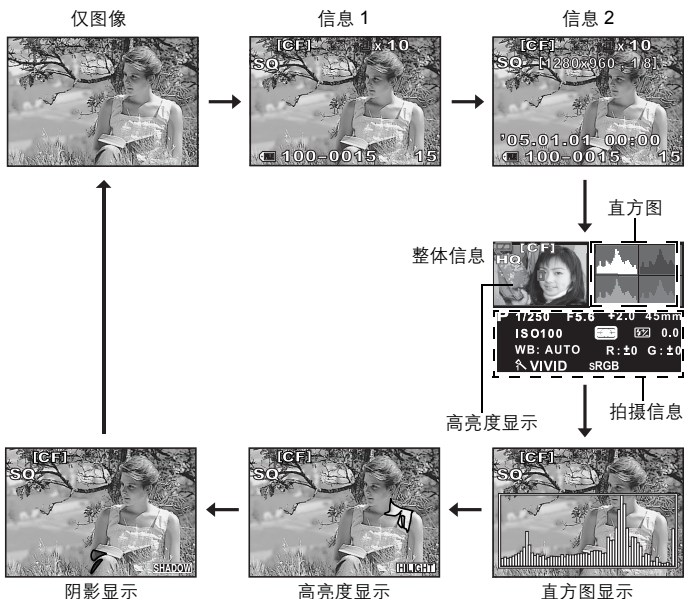 仅图像
信息 1
信息 2
[CF]
x 10
SQ
100-0015
15
[CF]
x 10
SQ
[1280x960 , 1/8]
'05.01.01 00:00
100-0015
15
直方图
整体信息
[CF]
HQ
P 1/250 F5.6 +2.0 45mm
ISO100 0.0
WB: AUTO R: ±0 G: ±0
VIVID sRGB
高亮度显示
拍摄信息
[CF]
SQ
SHADOW
[CF]
SQ
HILIGHT
[CF]
SQ
阴影显示
高亮度显示
直方图显示